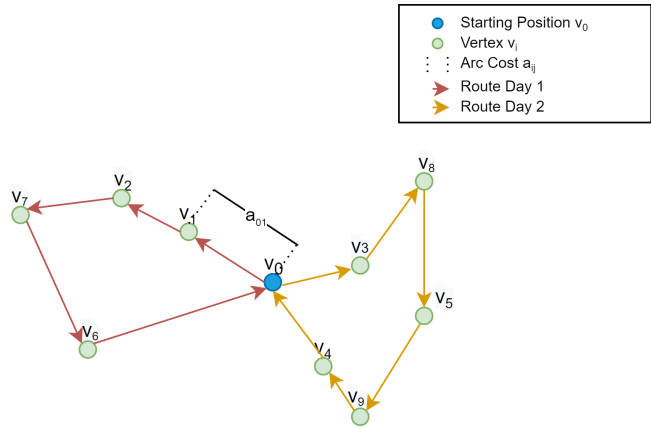 Starting Position v0
Vertex vi
Arc Cost aij
Route Day 1
Route Day 2
v8
v2
v7
v1
a01
v3
v0
v5
v6
v4
v9